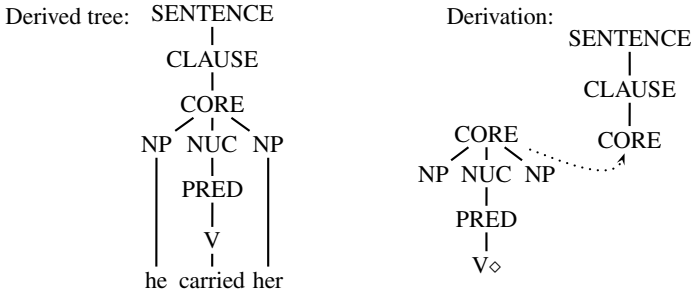 Derived tree: SENTENCE
CLAUSE
CORE
NP NUC NP
PRED
V
he carried her
Derivation:
SENTENCE
CLAUSE
CORE
CORE
NP NUC NP
PRED
V◇